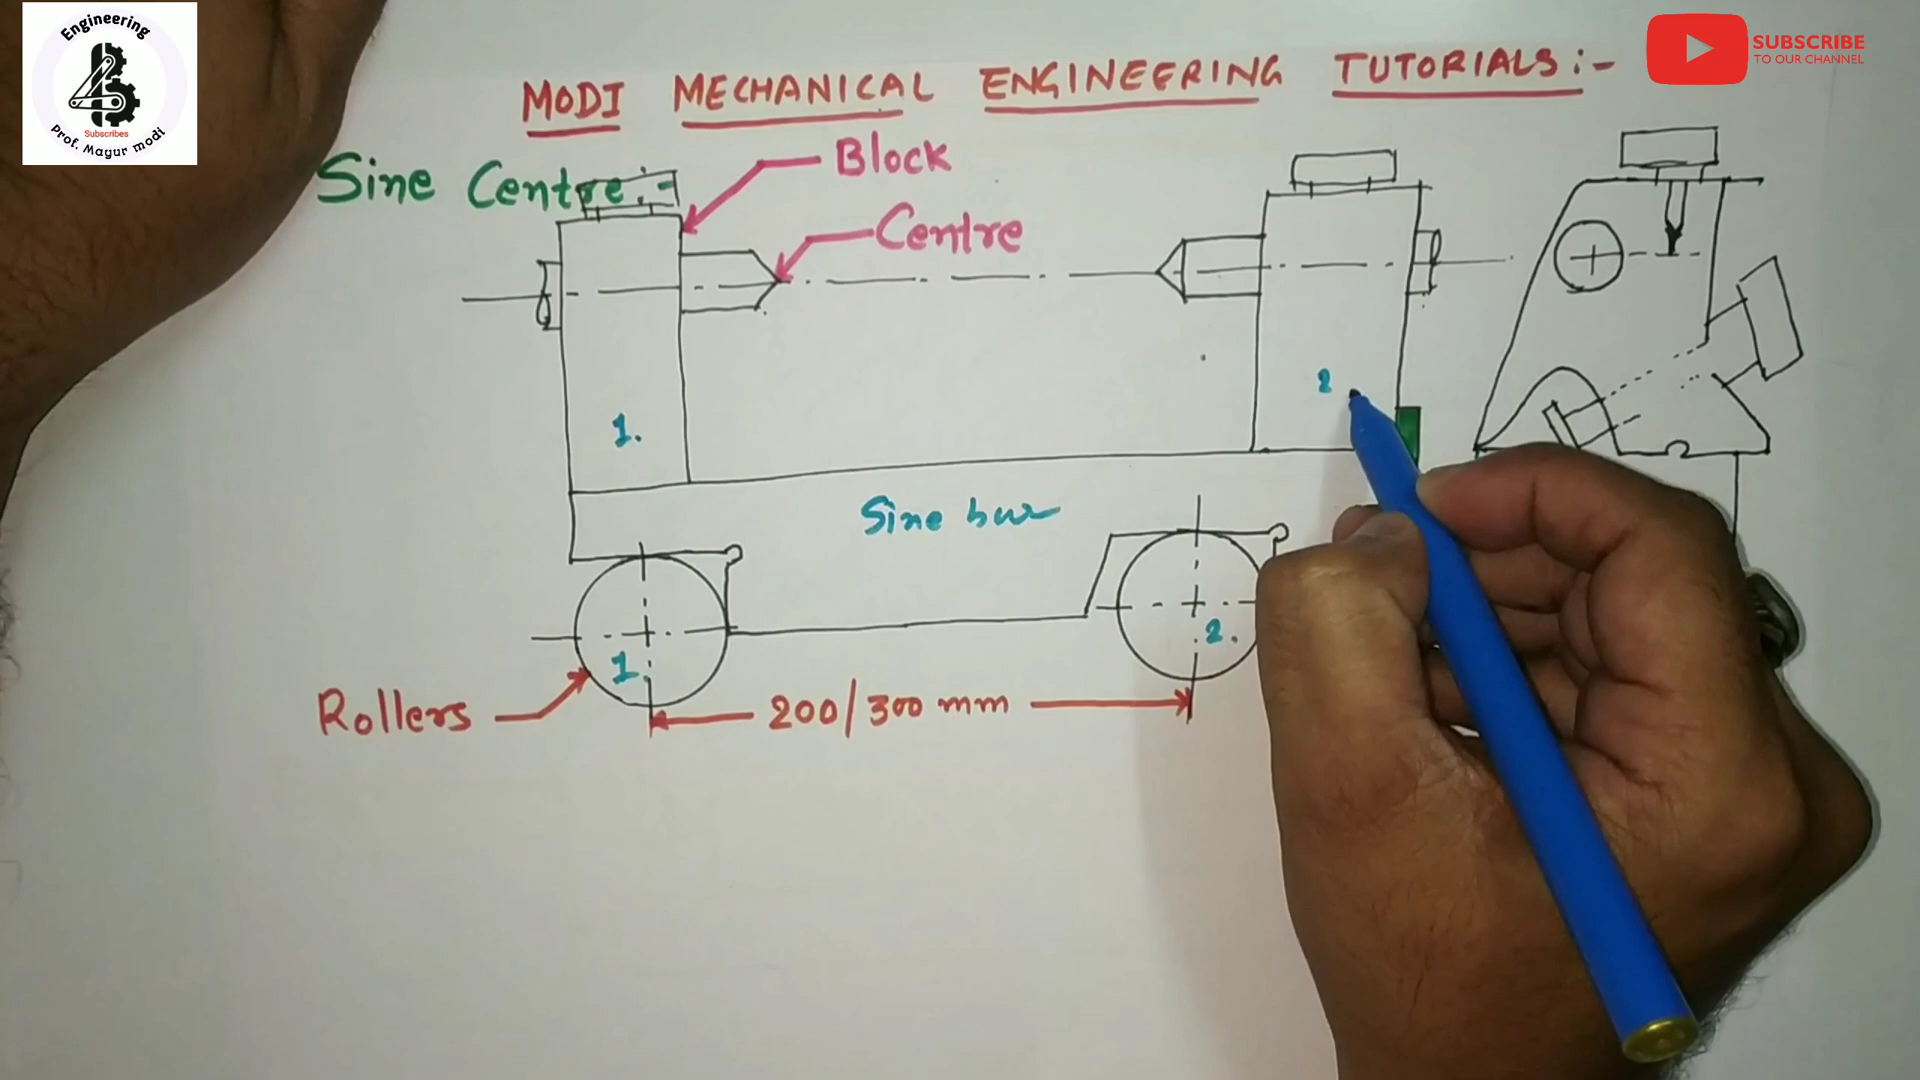 Engineering
Subscribes
Prof. Mayur modi
SUBSCRIBE
TO OUR CHANNEL
MODI MECHANICAL ENGINEERING TUTORIALS:-
Sine Centre:-
Block
Centre
1.
2
Sine bar
1.
2.
Rollers
200/300 mm